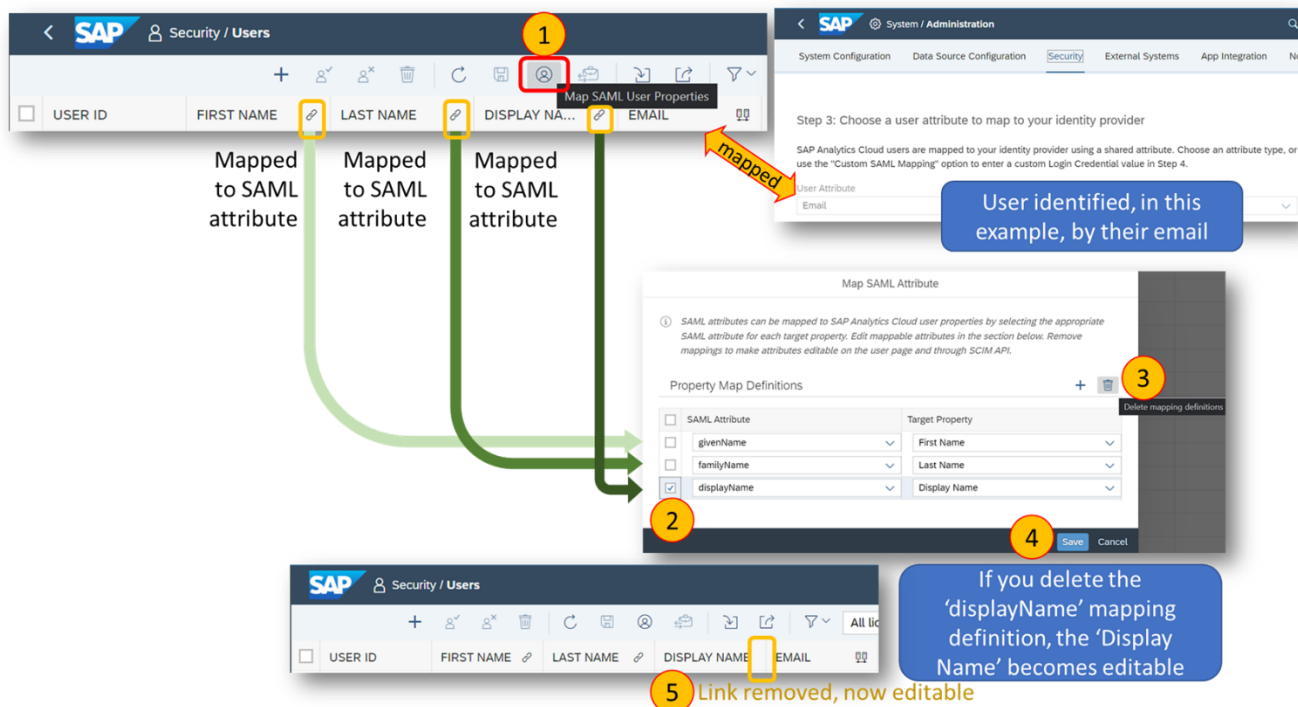 SAP Security / Users
1
Map SAML User Properties
USER ID FIRST NAME LAST NAME DISPLAY NA... EMAIL
Mapped to SAML attribute
Mapped to SAML attribute
Mapped to SAML attribute
mapped
SAP System / Administration
System Configuration Data Source Configuration Security External Systems App Integration
Step 3: Choose a user attribute to map to your identity provider
SAP Analytics Cloud users are mapped to your identity provider using a shared attribute. Choose an attribute type, or
use the "Custom SAML Mapping" option to enter a custom Login Credential value in Step 4.
User Attribute
Email
User identified, in this
example, by their email
Map SAML Attribute
SAML attributes can be mapped to SAP Analytics Cloud user properties by selecting the appropriate
SAML attribute for each target property. Edit mappable attributes in the section below. Remove
mappings to make attributes editable on the user page and through SCIM API.
Property Map Definitions
3
Delete mapping definitions
SAML Attribute Target Property
givenName First Name
familyName Last Name
displayName Display Name
2
4
Save Cancel
SAP Security / Users
All lic
USER ID FIRST NAME LAST NAME DISPLAY NAME EMAIL
5 Link removed, now editable
If you delete the
'displayName' mapping
definition, the 'Display
Name' becomes editable